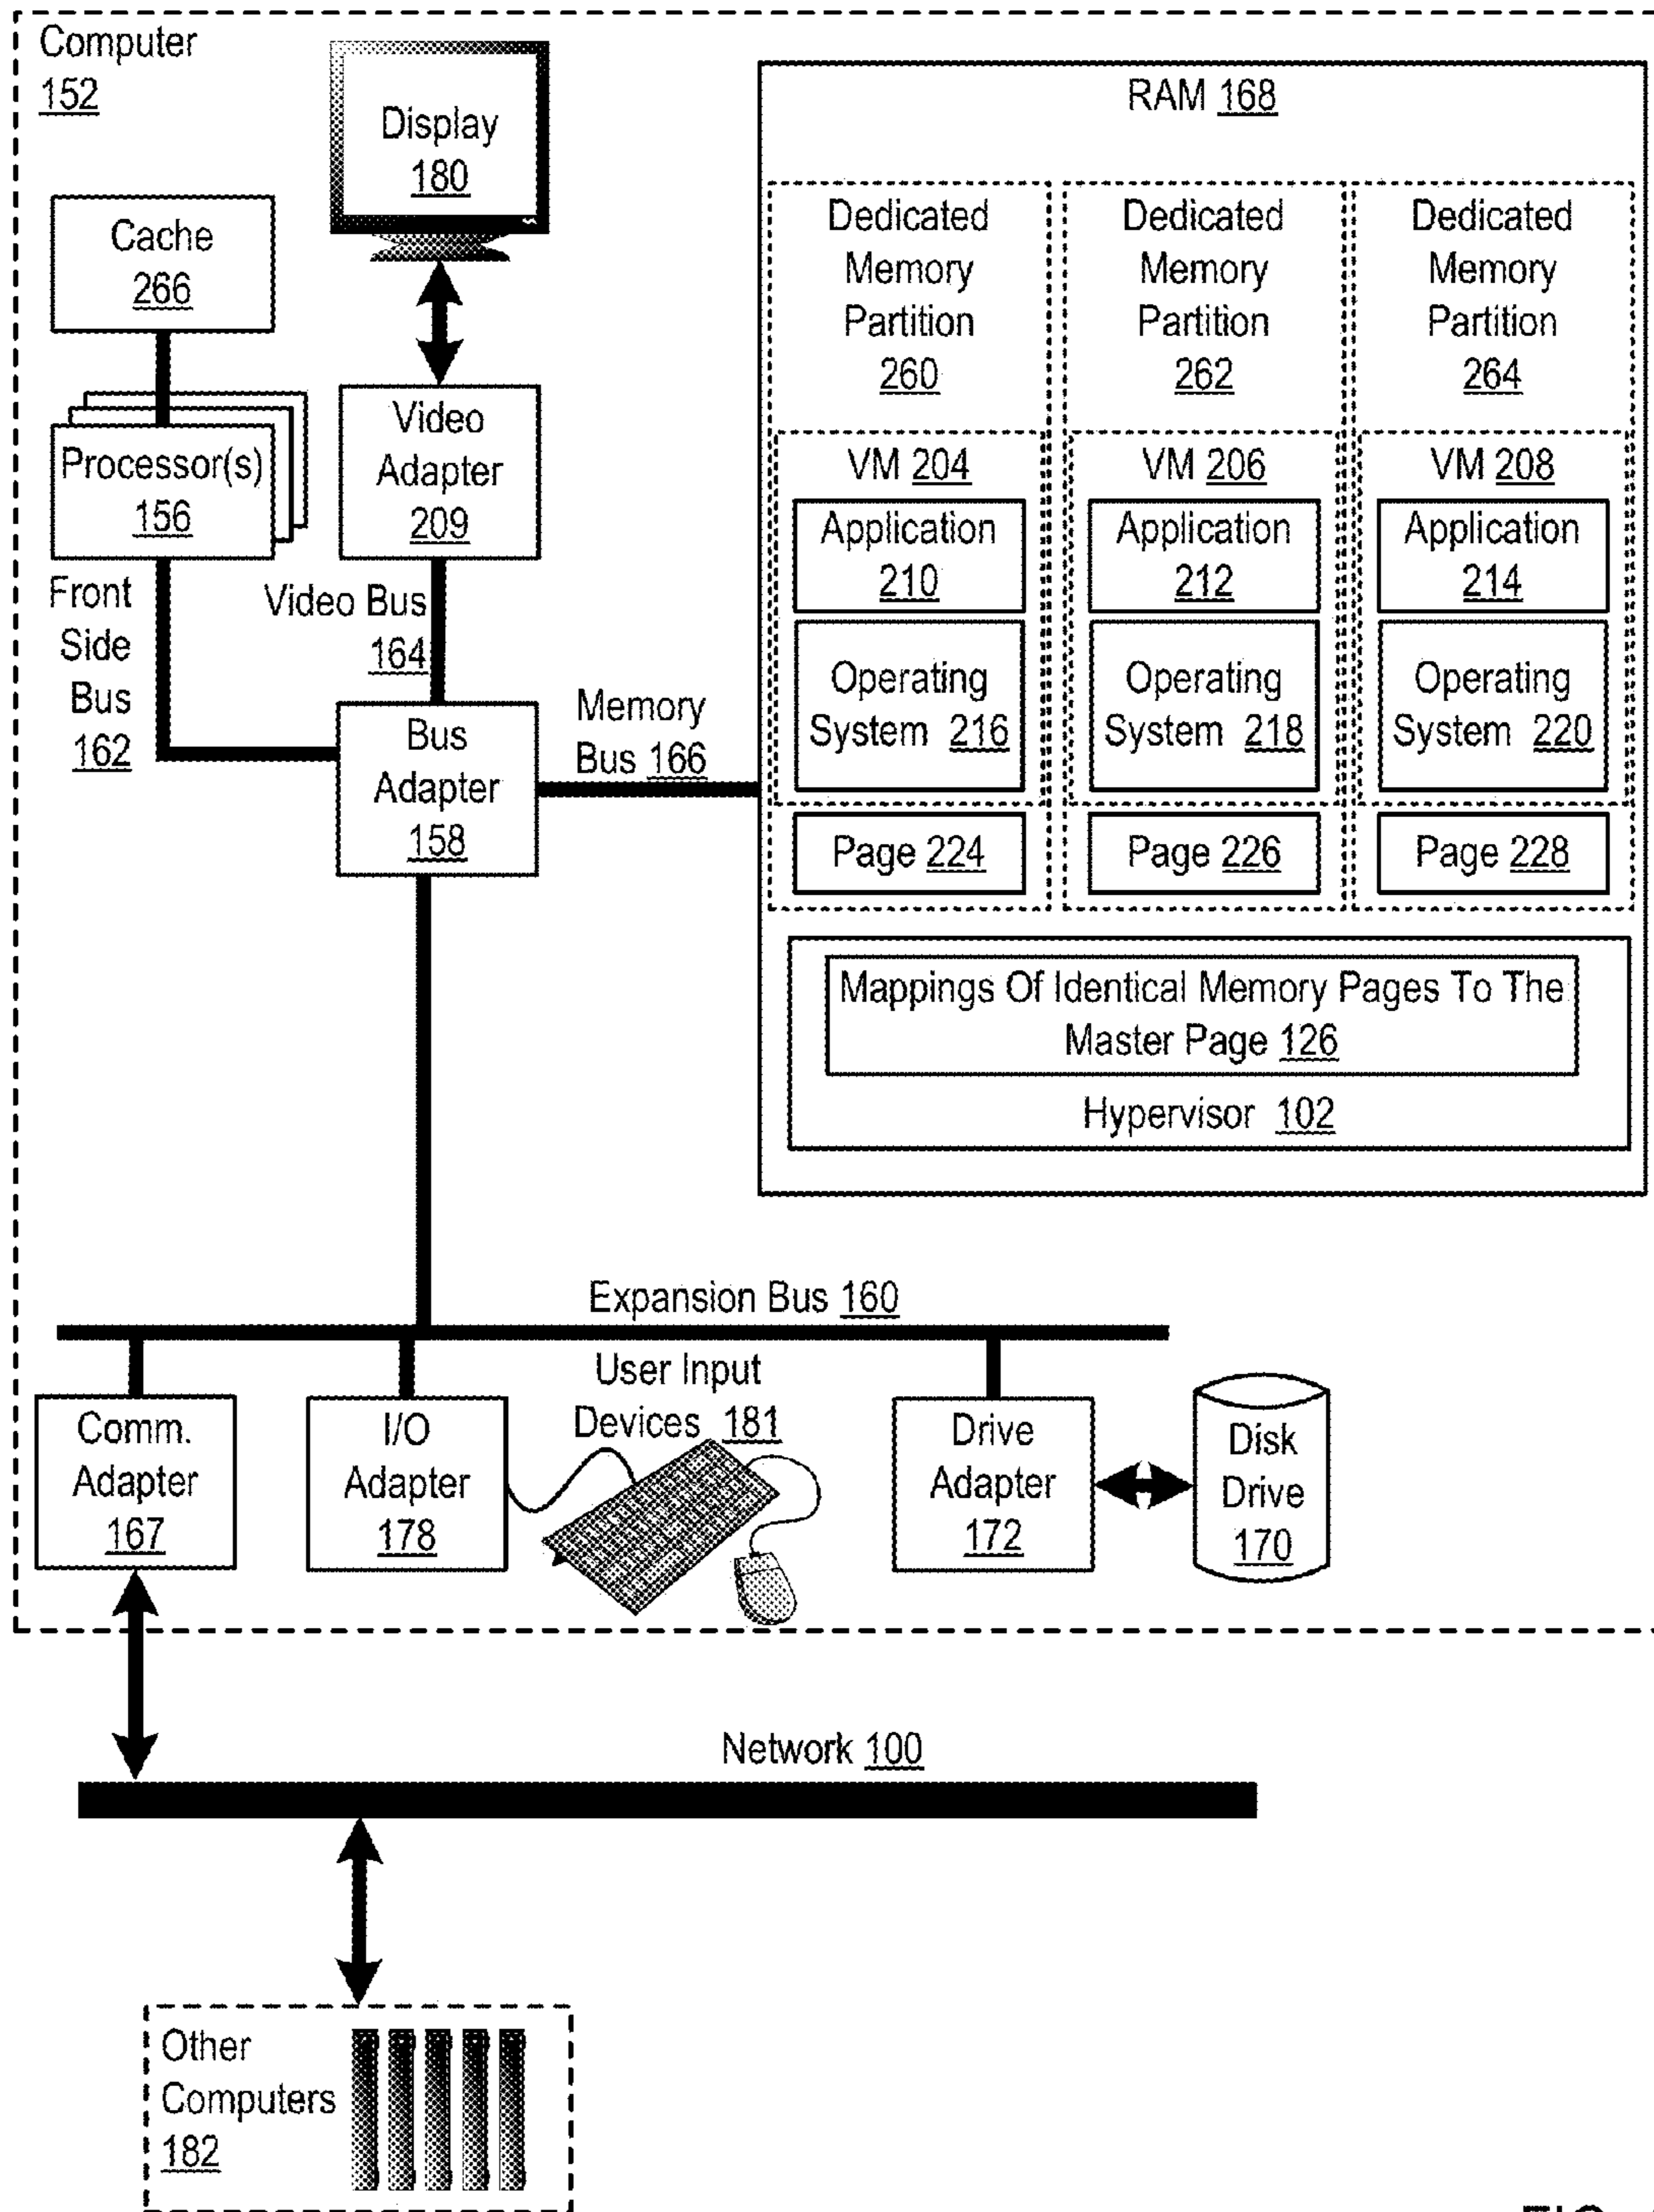 Computer
152
Display
180
Cache
266
Processor(s)
156
Video
Adapter
209
Front
Side
Bus
162
Video Bus
164
Bus
Adapter
158
Memory
Bus 166
RAM 168
Dedicated
Memory
Partition
260
VM 204
Application
210
Operating
System 216
Page 224
Dedicated
Memory
Partition
262
VM 206
Application
212
Operating
System 218
Page 226
Dedicated
Memory
Partition
264
VM 208
Application
214
Operating
System 220
Page 228
Mappings Of Identical Memory Pages To The
Master Page 126
Hypervisor 102
Expansion Bus 160
Comm.
Adapter
167
I/O
Adapter
178
User Input
Devices 181
Drive
Adapter
172
Disk
Drive
170
Network 100
Other
Computers
182